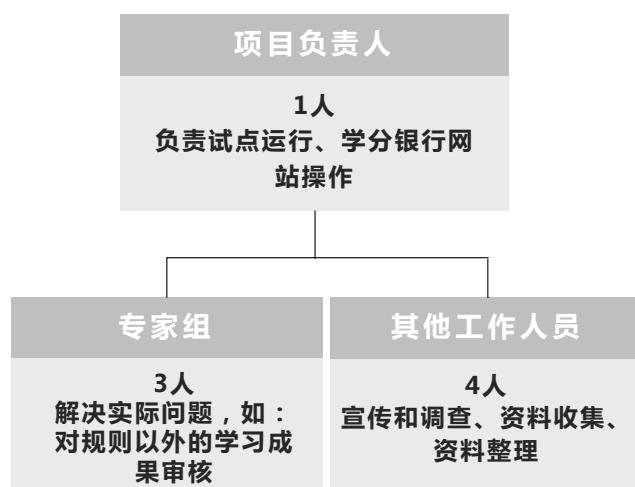 项目负责人
1人
负责试点运行、学分银行网
站操作
专家组
3人
解决实际问题，如：
对规则以外的学习成
果审核
其他工作人员
4人
宣传和调查、资料收集、
资料整理